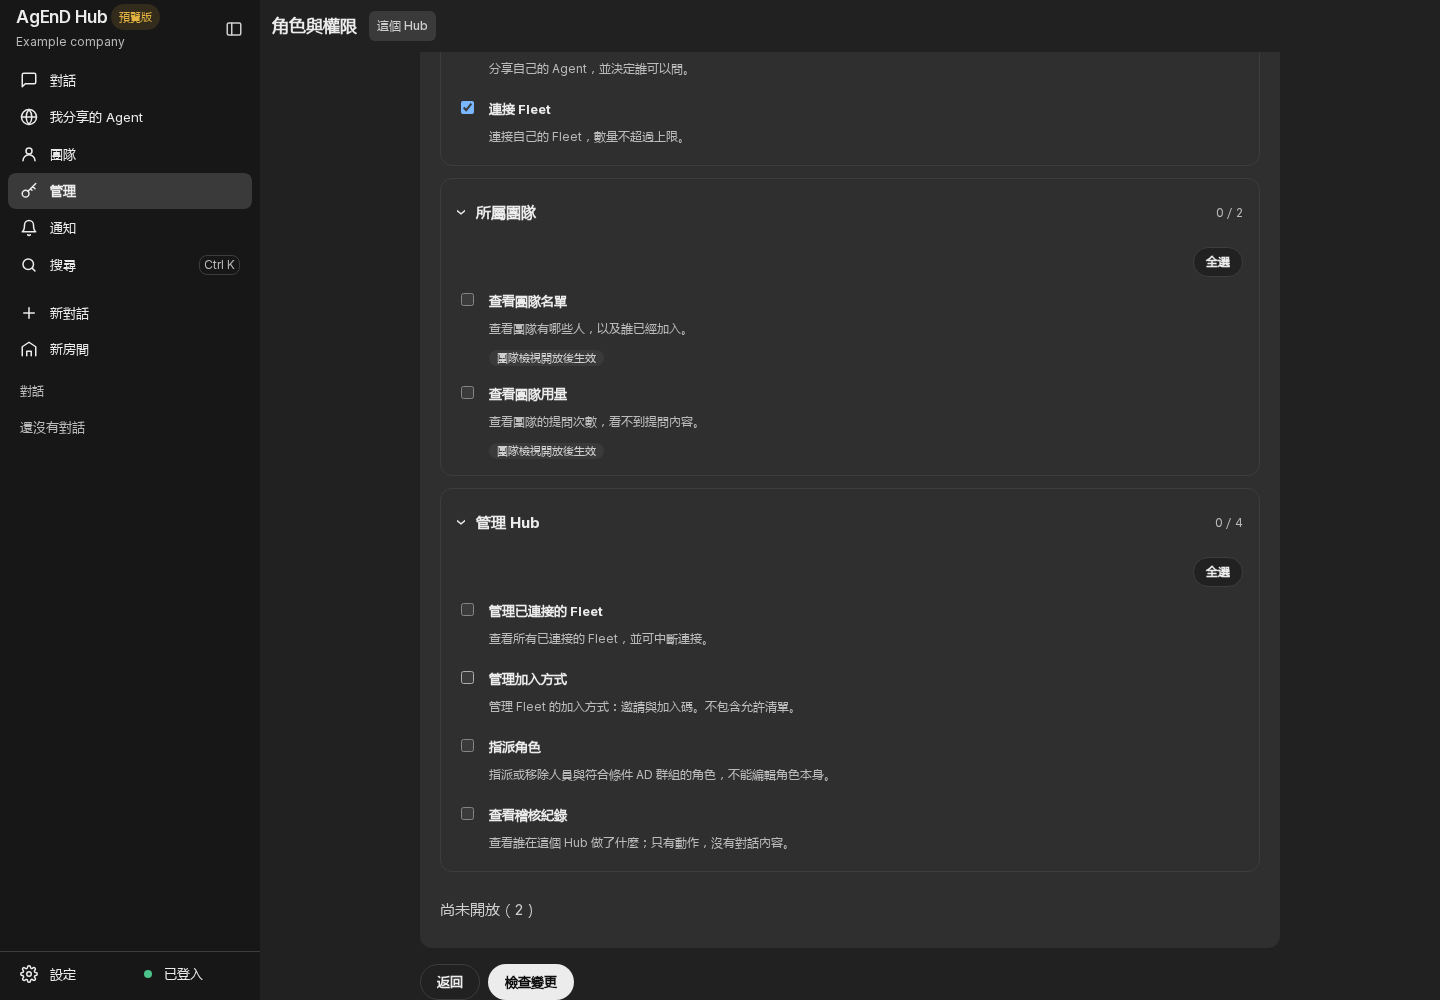 AgEnD Hub 預覽版
Example company
對話
我分享的 Agent
團隊
管理
通知
搜尋 Ctrl K
新對話
新房間
對話
還沒有對話
設定 已登入
角色與權限 這個 Hub
分享自己的 Agent，並決定誰可以問。
連接 Fleet
連接自己的 Fleet，數量不超過上限。
所屬團隊 0 / 2
全選
查看團隊名單
查看團隊有哪些人，以及誰已經加入。
團隊檢視開放後生效
查看團隊用量
查看團隊的提問次數，看不到提問內容。
團隊檢視開放後生效
管理 Hub 0 / 4
全選
管理已連接的 Fleet
查看所有已連接的 Fleet，並可中斷連接。
管理加入方式
管理 Fleet 的加入方式：邀請與加入碼。不包含允許清單。
指派角色
指派或移除人員與符合條件 AD 群組的角色，不能編輯角色本身。
查看稽核紀錄
查看誰在這個 Hub 做了什麼；只有動作，沒有對話內容。
尚未開放（2）
返回 檢查變更